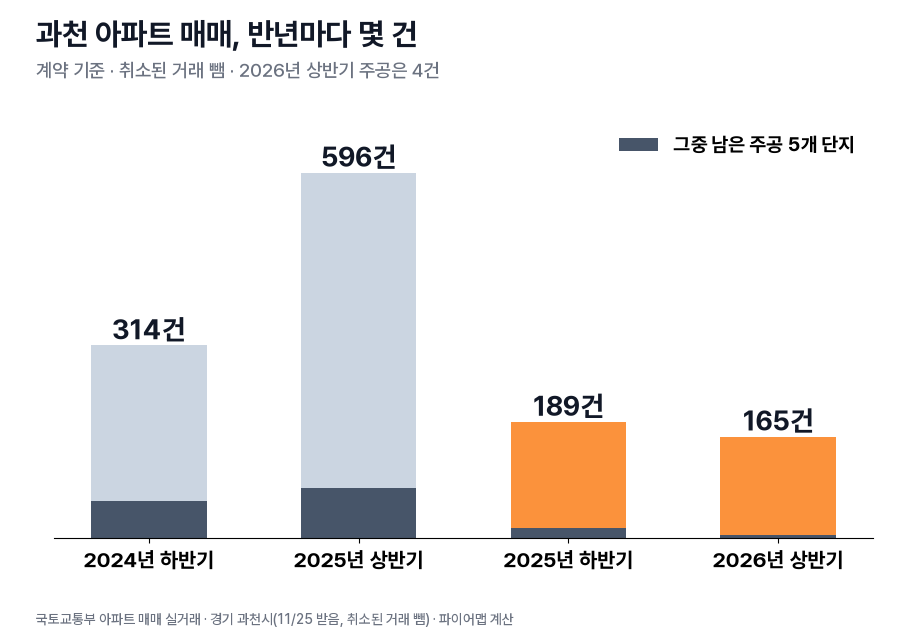 과천 아파트 매매, 반년마다 몇 건
계약 기준 · 취소된 거래 뺌 · 2026년 상반기 주공은 4건
그중 남은 주공 5개 단지
314건
596건
189건
165건
2024년 하반기
2025년 상반기
2025년 하반기
2026년 상반기
국토교통부 아파트 매매 실거래 · 경기 과천시(11/25 받음, 취소된 거래 뺌) · 파이어맵 계산